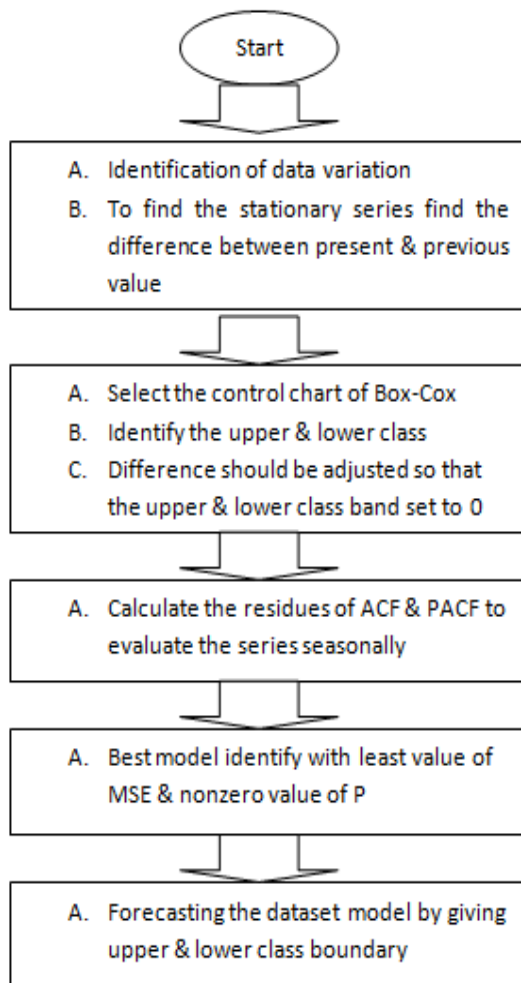 Start
A. Identification of data variation
B. To find the stationary series find the
difference between present & previous
value
A. Select the control chart of Box-Cox
B. Identify the upper & lower class
C. Difference should be adjusted so that
the upper & lower class band set to 0
A. Calculate the residues of ACF & PACF to
evaluate the series seasonally
A. Best model identify with least value of
MSE & nonzero value of P
A. Forecasting the dataset model by giving
upper & lower class boundary